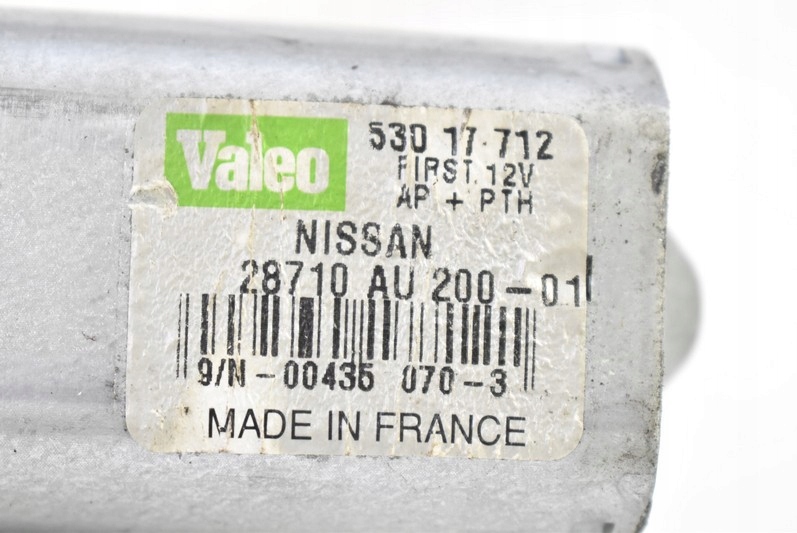 Valeo
530 17.712
FIRST.12V
AP + PTH
NISSAN
28710 AU 200-01
9/N-00435 070-3
MADE IN FRANCE